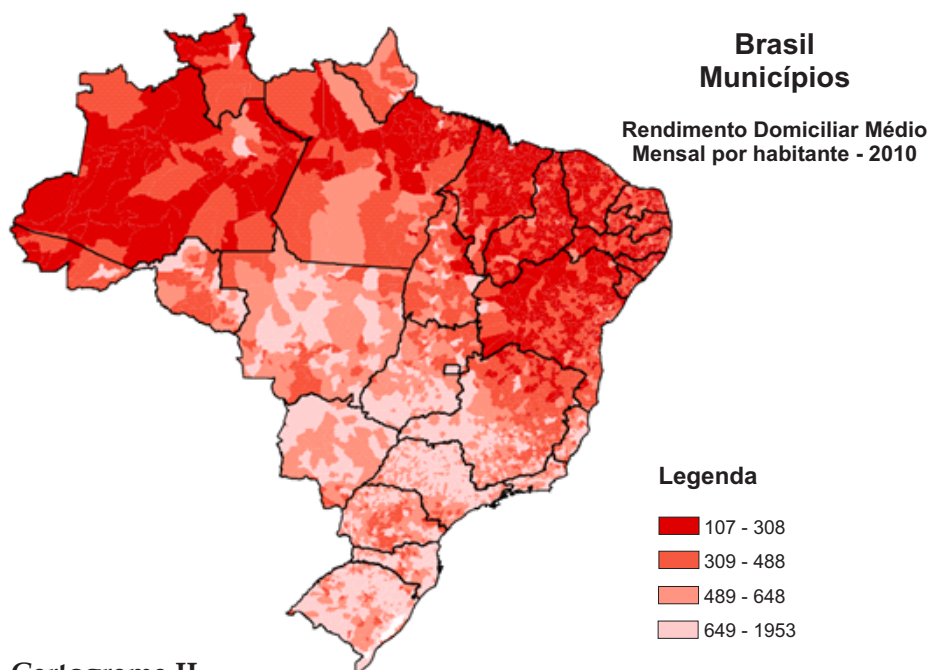 Brasil
Municípios
Rendimento Domiciliar Médio
Mensal por habitante - 2010
Legenda
107 - 308
309 - 488
489 - 648
649 - 1953